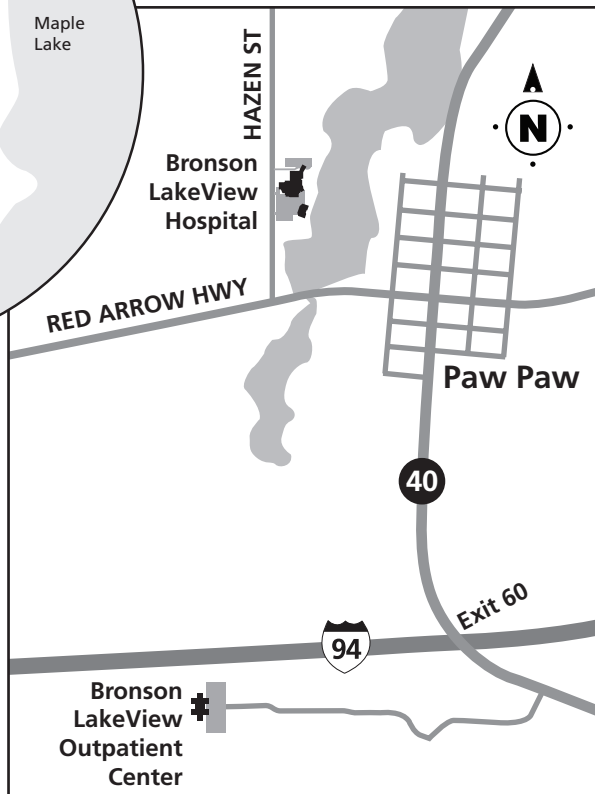 Maple
Lake
HAZEN ST
N
Bronson
LakeView
Hospital
RED ARROW HWY
Paw Paw
40
Exit 60
94
Bronson
LakeView
Outpatient
Center